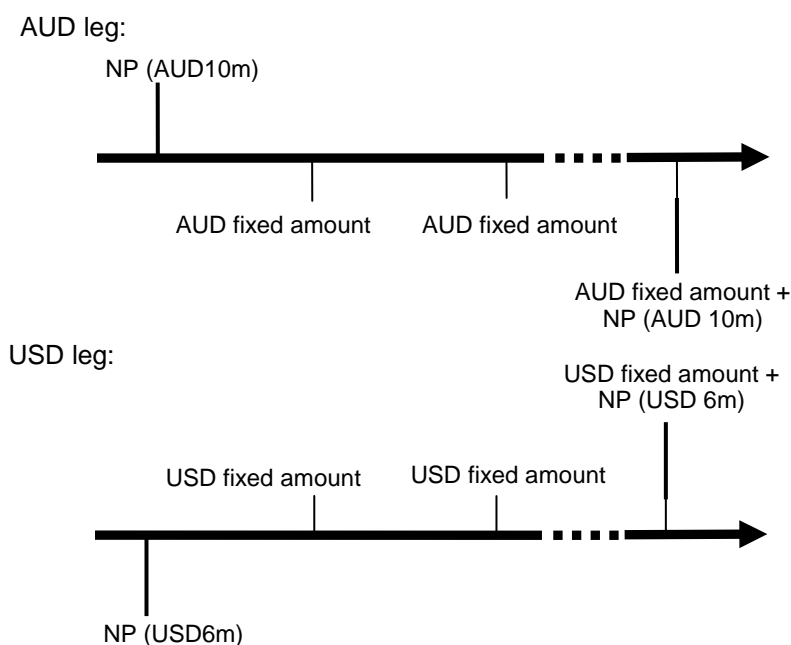 AUD leg:
NP (AUD10m)
AUD fixed amount
AUD fixed amount
AUD fixed amount +
NP (AUD 10m)
USD leg:
USD fixed amount +
NP (USD 6m)
USD fixed amount
USD fixed amount
NP (USD6m)